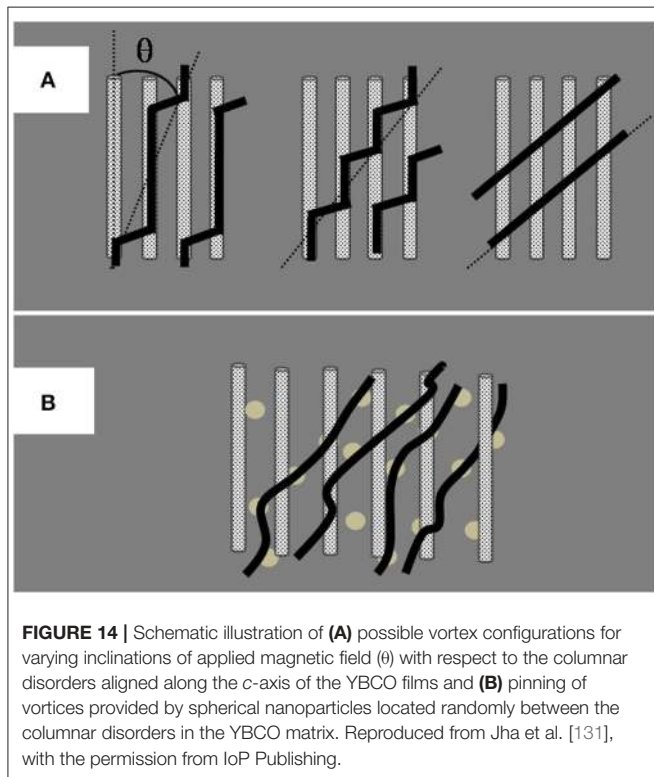 A
θ
B
FIGURE 14 | Schematic illustration of (A) possible vortex configurations for
varying inclinations of applied magnetic field (θ) with respect to the columnar
disorders aligned along the c-axis of the YBCO films and (B) pinning of
vortices provided by spherical nanoparticles located randomly between the
columnar disorders in the YBCO matrix. Reproduced from Jha et al. [131],
with the permission from IoP Publishing.